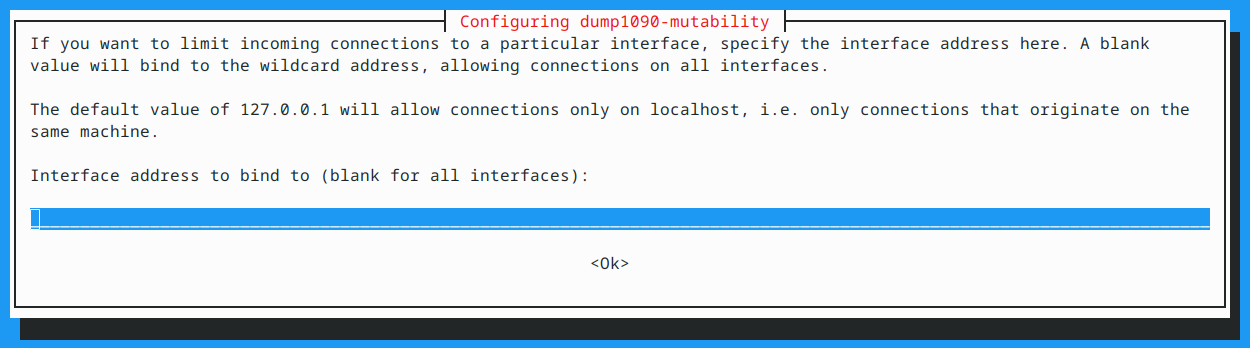 Configuring dump1090-mutability
If you want to limit incoming connections to a particular interface, specify the interface address here. A blank
value will bind to the wildcard address, allowing connections on all interfaces.
The default value of 127.0.0.1 will allow connections only on localhost, i.e. only connections that originate on the
same machine.
Interface address to bind to (blank for all interfaces):
<Ok>